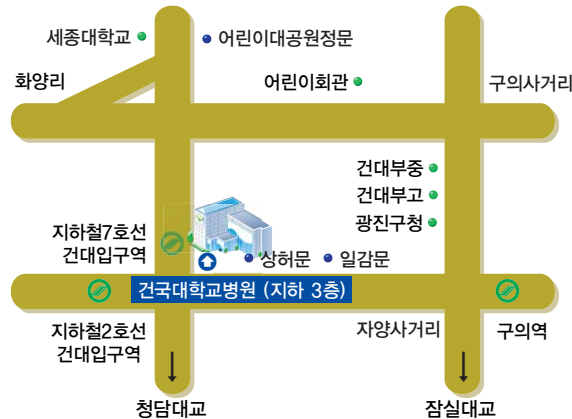 세종대학교
어린이대공원정문
화양리
어린이회관
구의사거리
건대부중
건대부고
광진구청
지하철7호선
건대입구역
상허문
일감문
건국대학교병원 (지하 3층)
지하철2호선
건대입구역
자양사거리
구의역
청담대교
잠실대교